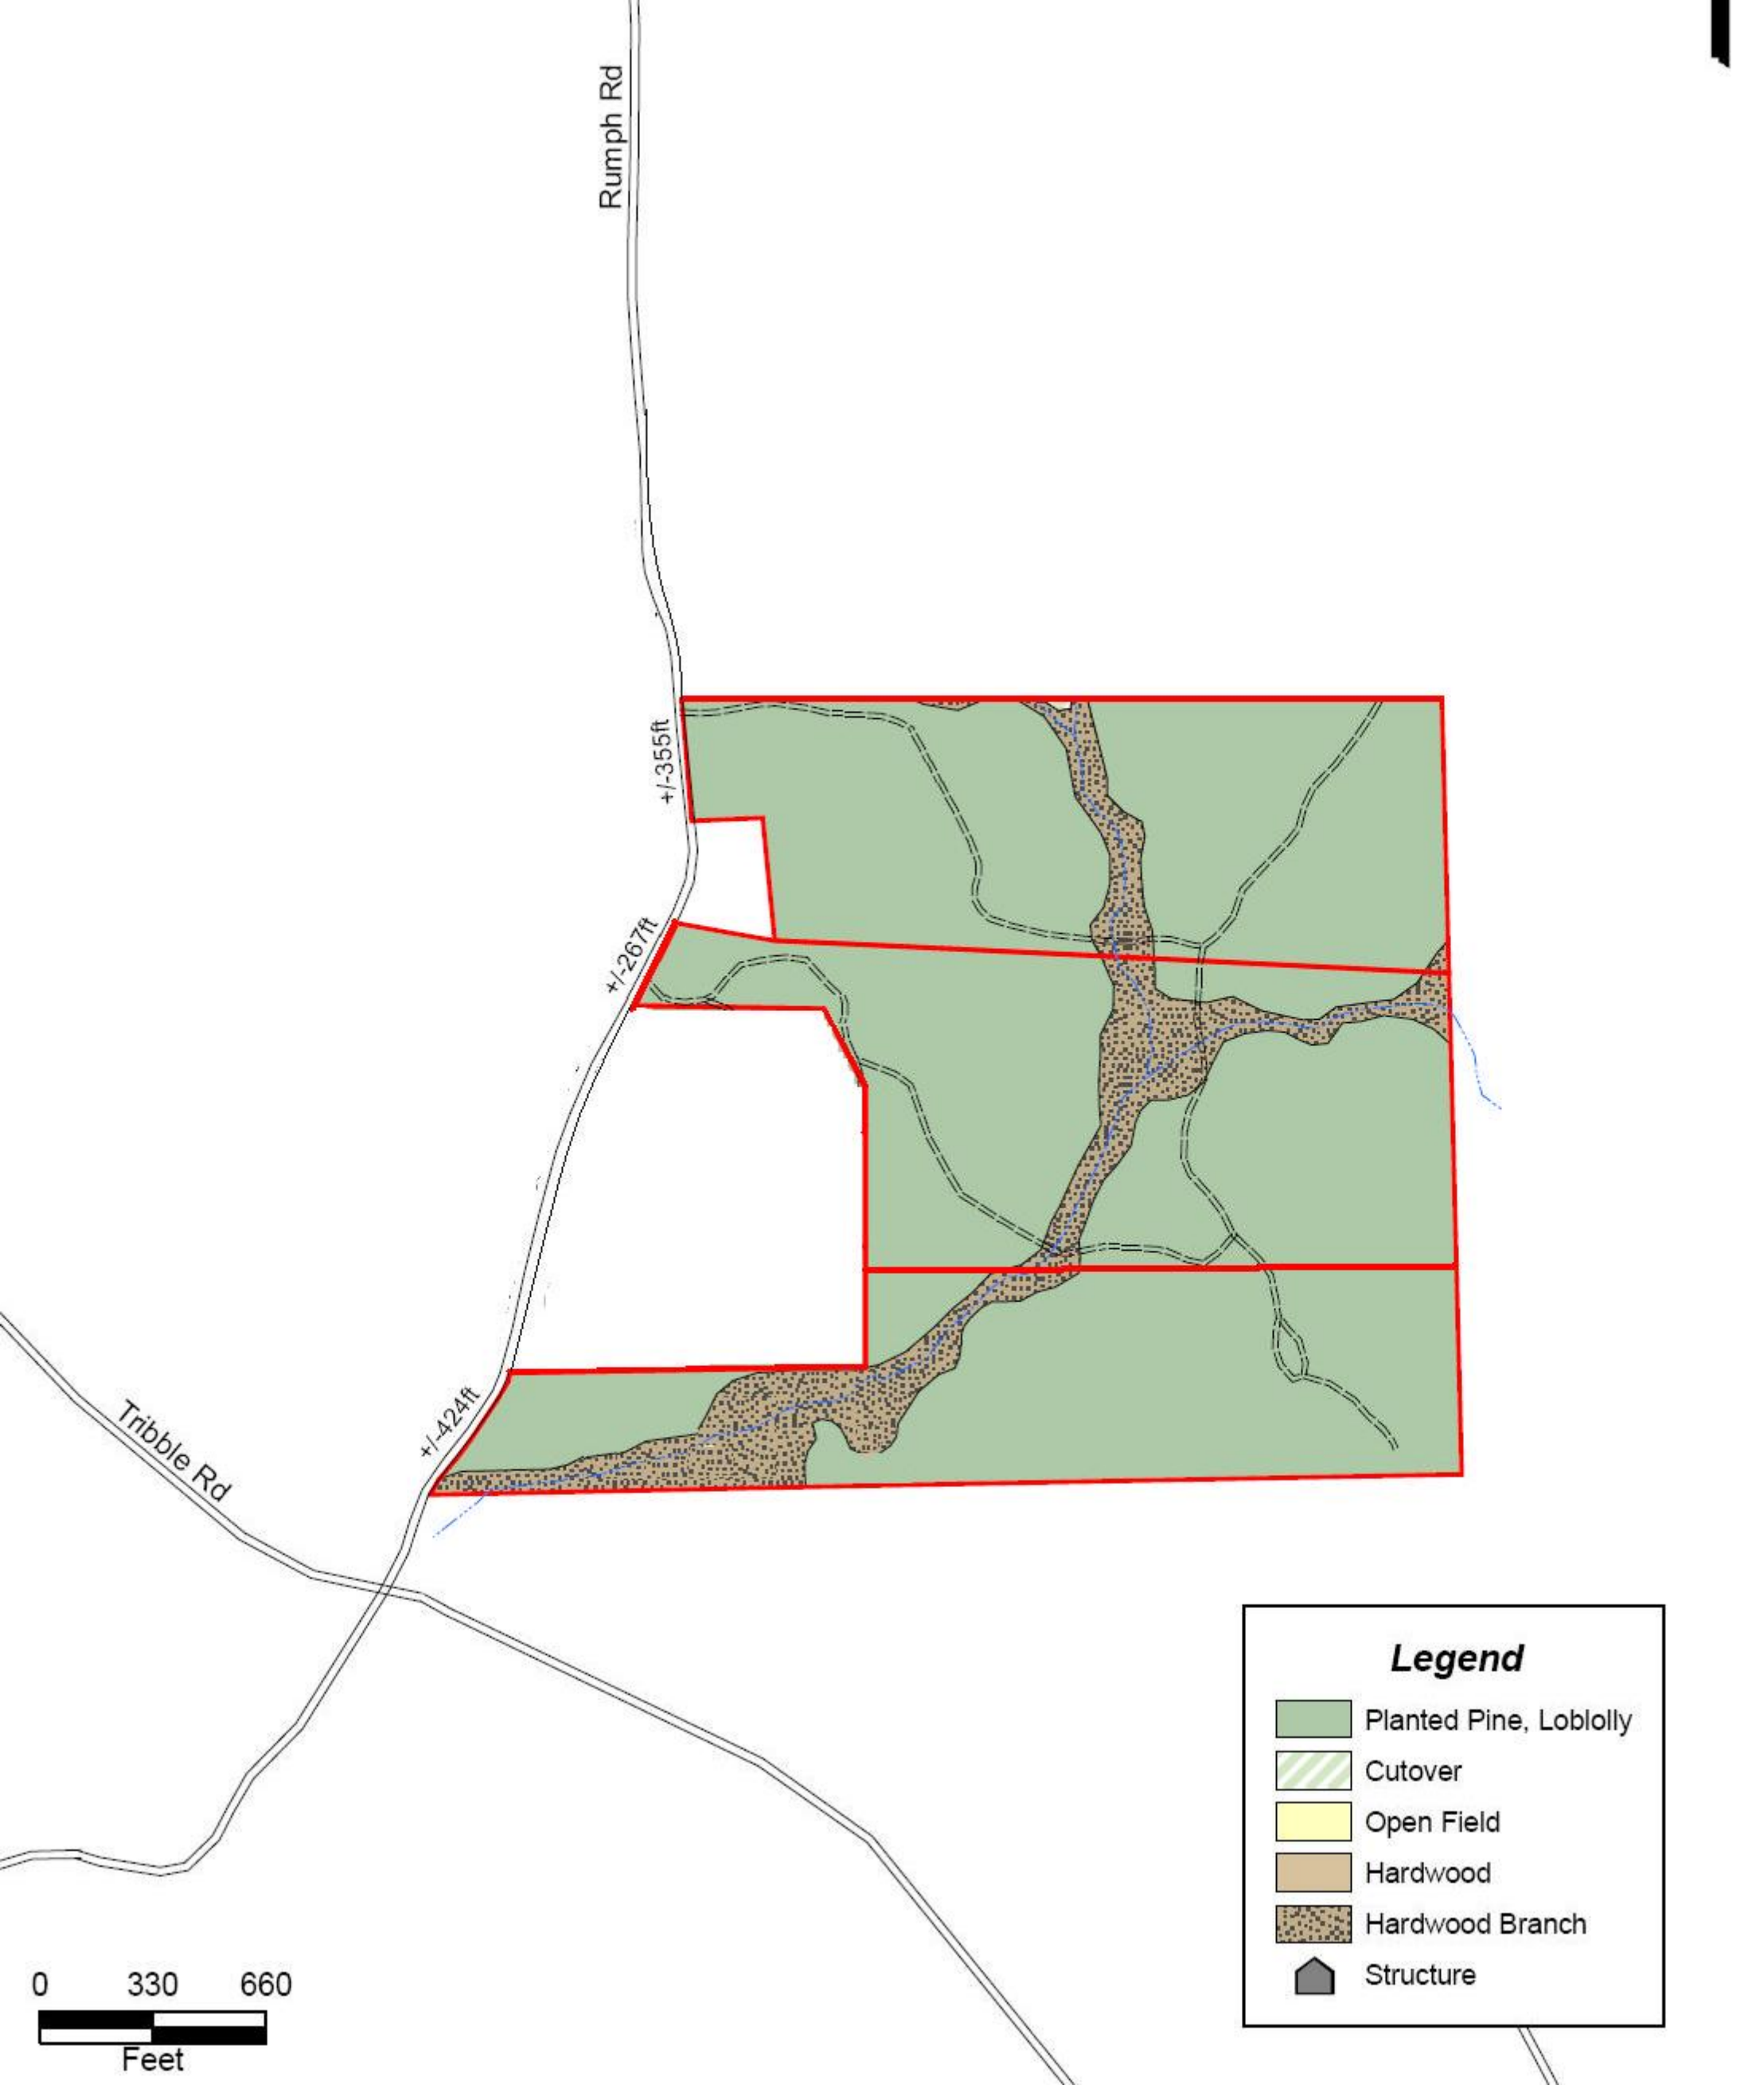 Rumph Rd
+/-355ft
+/-267ft
+/-424ft
Tribble Rd
Legend
Planted Pine, Loblolly
Cutover
Open Field
Hardwood
Hardwood Branch
Structure
0 330 660
Feet